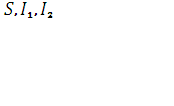 S, I₁, I₂